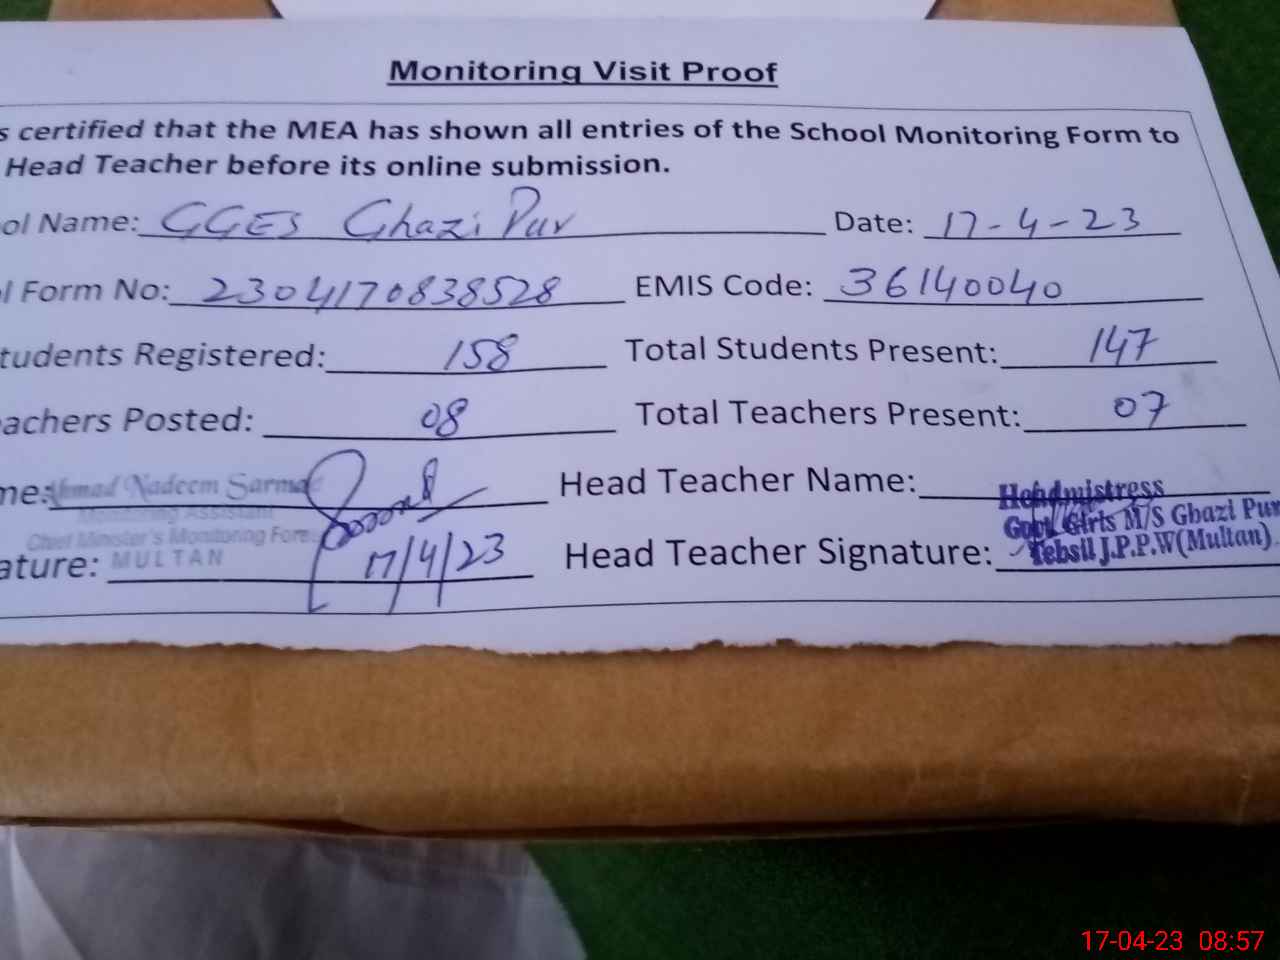 Monitoring Visit Proof
s certified that the MEA has shown all entries of the School Monitoring Form to
Head Teacher before its online submission.
ol Name: GGES Ghazi Pur Date: 17-4-23
l Form No: 2304170838528 EMIS Code: 36140040
tudents Registered: 158 Total Students Present: 147
achers Posted: 08 Total Teachers Present: 07
me: Ahmad Nadeem Sarmad Head Teacher Name:
Monitoring Assistant
Chief Minister's Monitoring Force
MULTAN
ature: 17/4/23 Head Teacher Signature:
Headmistress
Govt Girls M/S Ghazi Pur
Tehsil J.P.P.W(Multan)
17-04-23 08:57